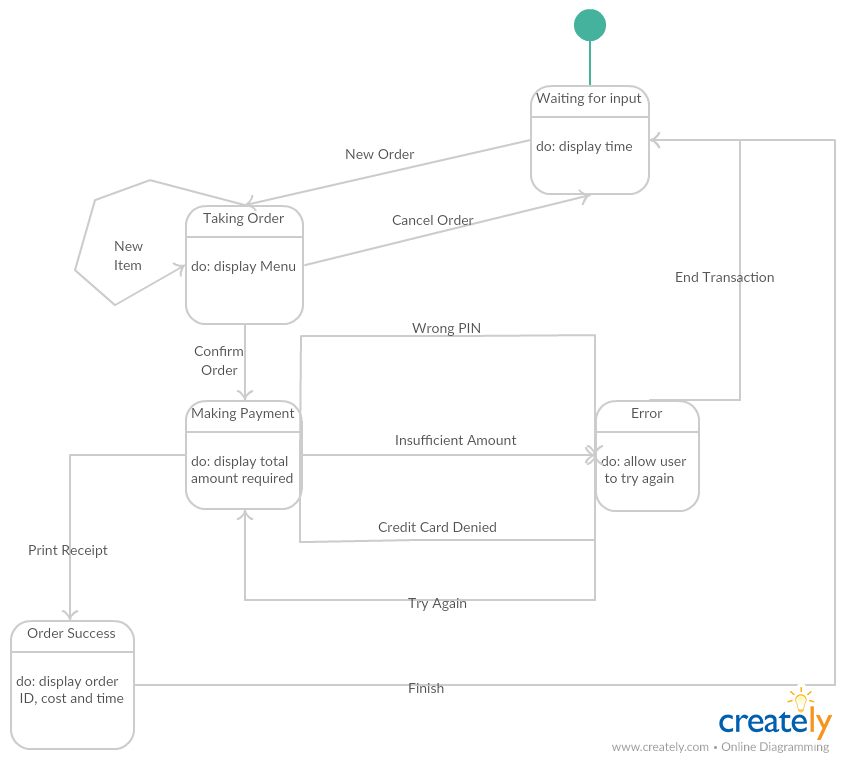 Waiting for input
do: display time
New Order
Taking Order
Cancel Order
New
Item
do: display Menu
End Transaction
Wrong PIN
Confirm
Order
Making Payment
Error
Insufficient Amount
do: display total
amount required
do: allow user
to try again
Credit Card Denied
Print Receipt
Try Again
Order Success
do: display order
ID, cost and time
Finish
creately
www.creately.com • Online Diagramming